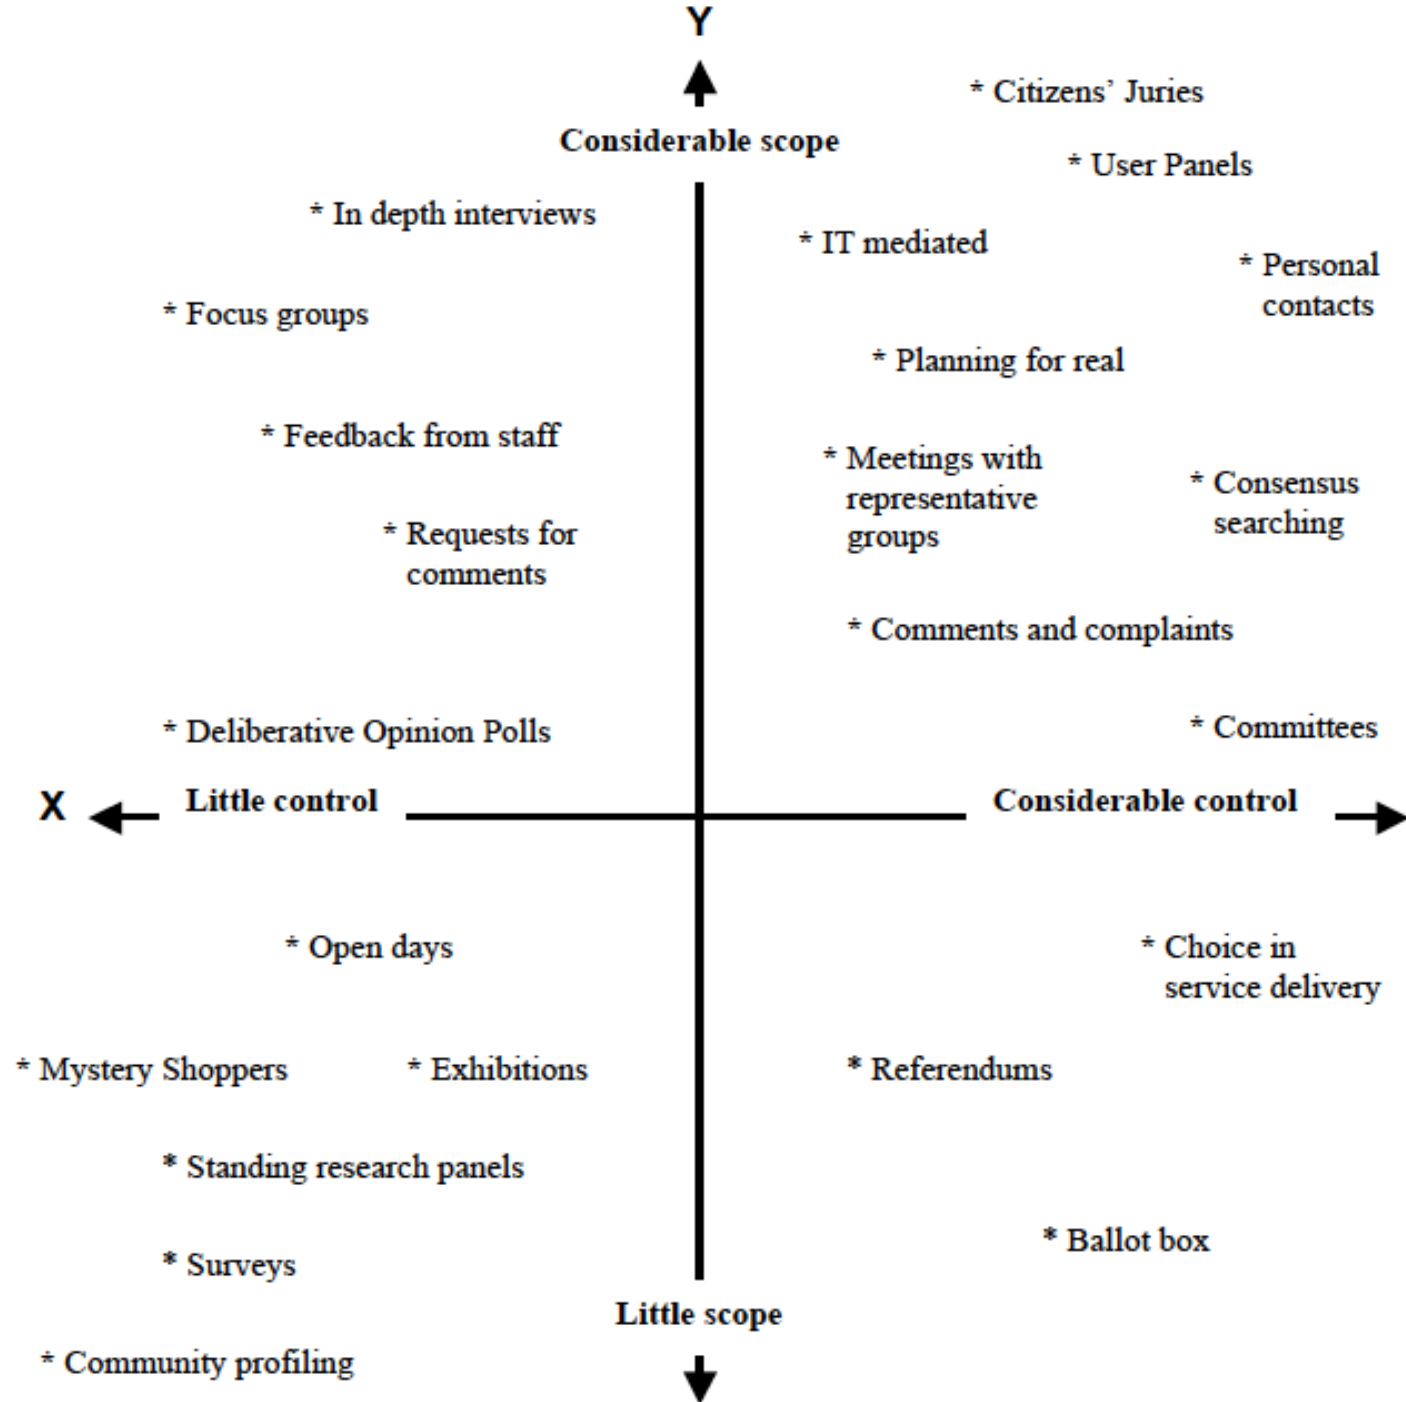 Y
* Citizens’ Juries
Considerable scope
* User Panels
* In depth interviews
* IT mediated
* Personal
contacts
* Focus groups
* Planning for real
* Feedback from staff
* Meetings with
representative
groups
* Consensus
searching
* Requests for
comments
* Comments and complaints
* Deliberative Opinion Polls
* Committees
X
Little control
Considerable control
* Open days
* Choice in
service delivery
* Mystery Shoppers
* Exhibitions
* Referendums
* Standing research panels
* Ballot box
* Surveys
Little scope
* Community profiling